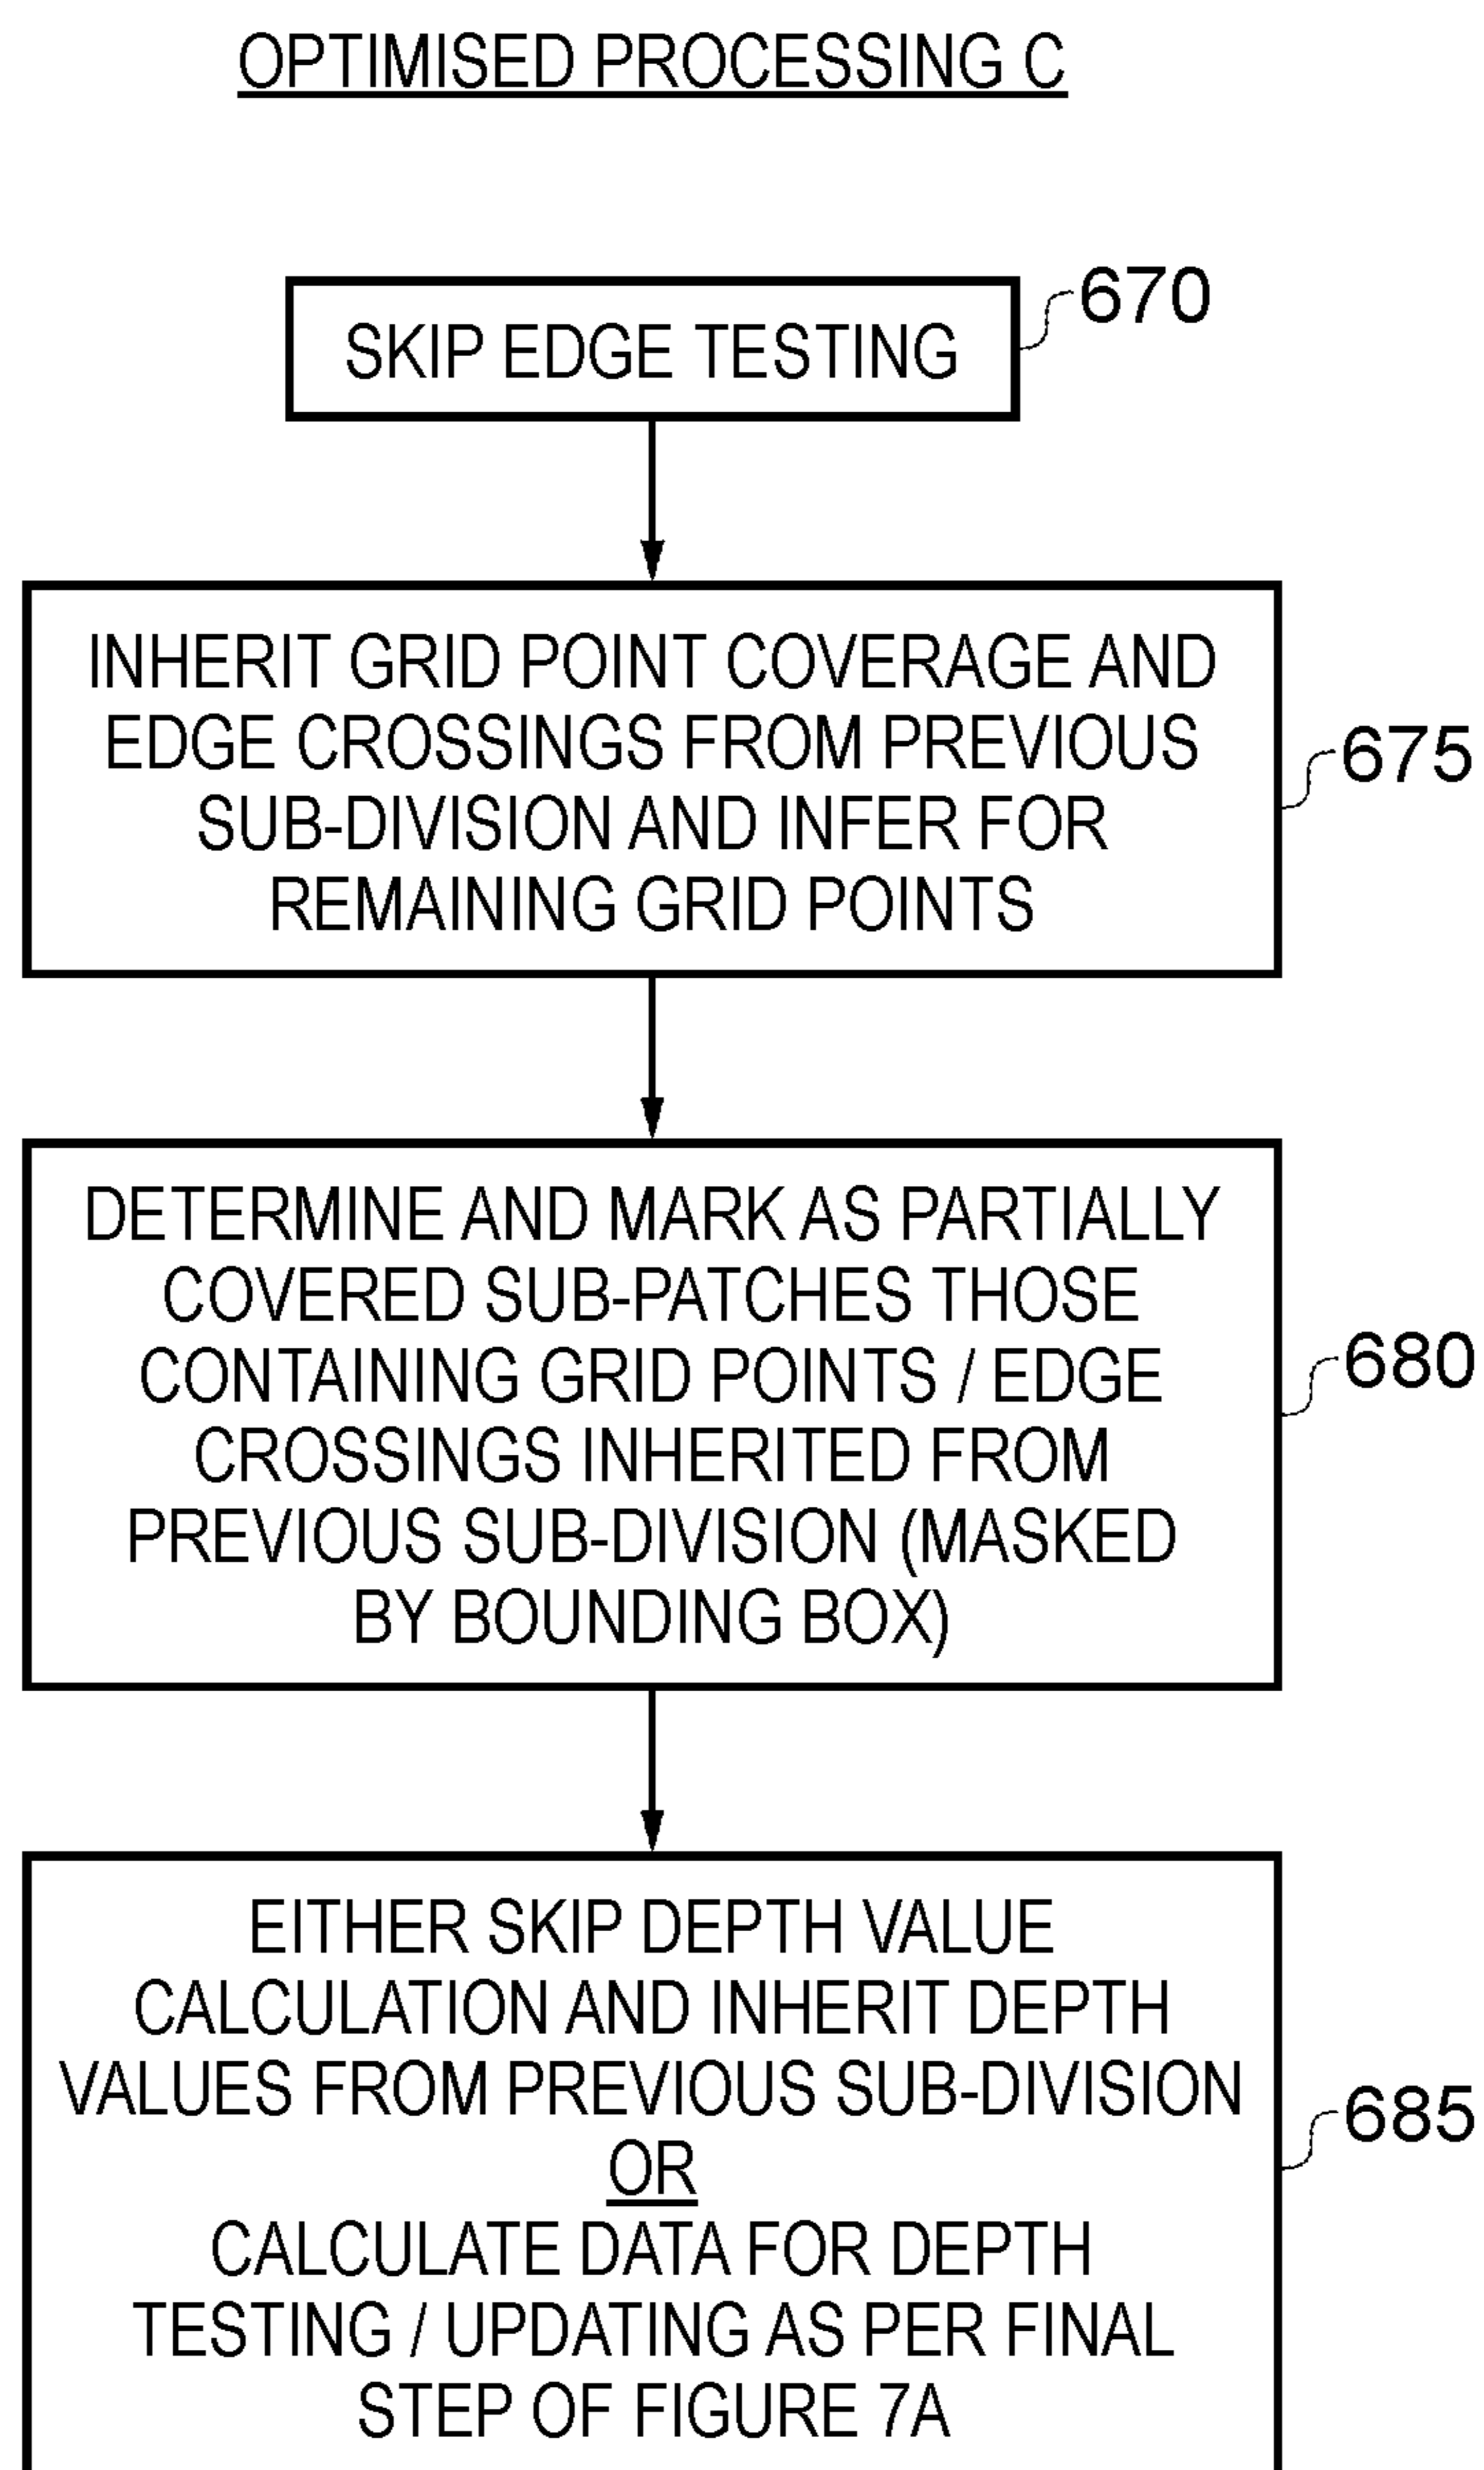 OPTIMISED PROCESSING C
SKIP EDGE TESTING
670
INHERIT GRID POINT COVERAGE AND
EDGE CROSSINGS FROM PREVIOUS
SUB-DIVISION AND INFER FOR
REMAINING GRID POINTS
675
DETERMINE AND MARK AS PARTIALLY
COVERED SUB-PATCHES THOSE
CONTAINING GRID POINTS / EDGE
CROSSINGS INHERITED FROM
PREVIOUS SUB-DIVISION (MASKED
BY BOUNDING BOX)
680
EITHER SKIP DEPTH VALUE
CALCULATION AND INHERIT DEPTH
VALUES FROM PREVIOUS SUB-DIVISION
OR
CALCULATE DATA FOR DEPTH
TESTING / UPDATING AS PER FINAL
STEP OF FIGURE 7A
685